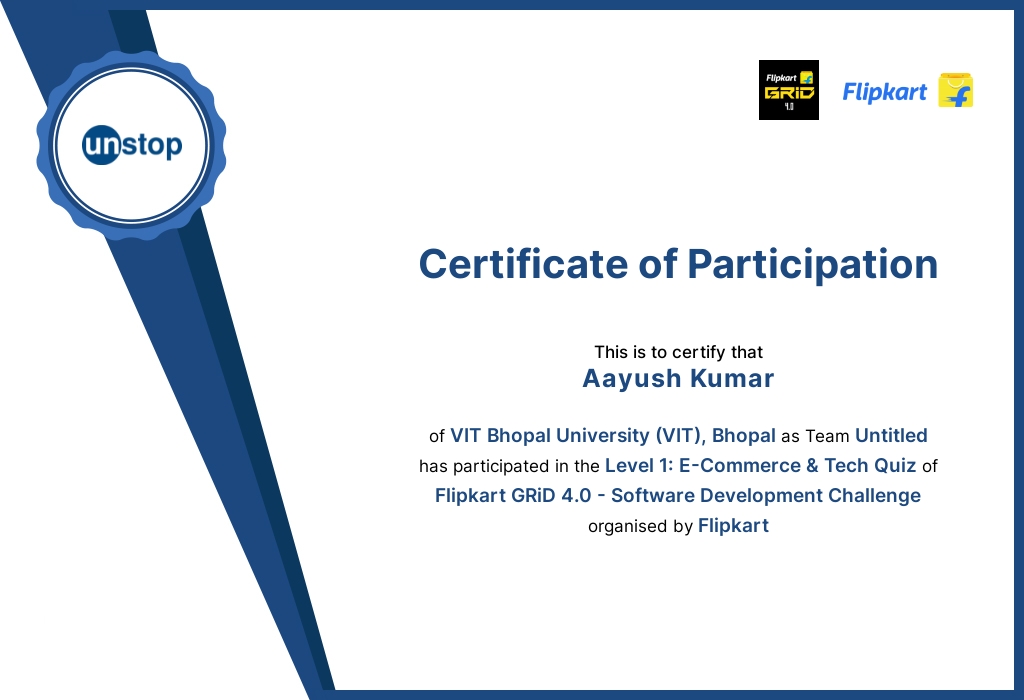 unstop
Flipkart
GRiD
4.0
Flipkart
Certificate of Participation
This is to certify that
Aayush Kumar
of VIT Bhopal University (VIT), Bhopal as Team Untitled
has participated in the Level 1: E-Commerce & Tech Quiz of
Flipkart GRiD 4.0 - Software Development Challenge
organised by Flipkart